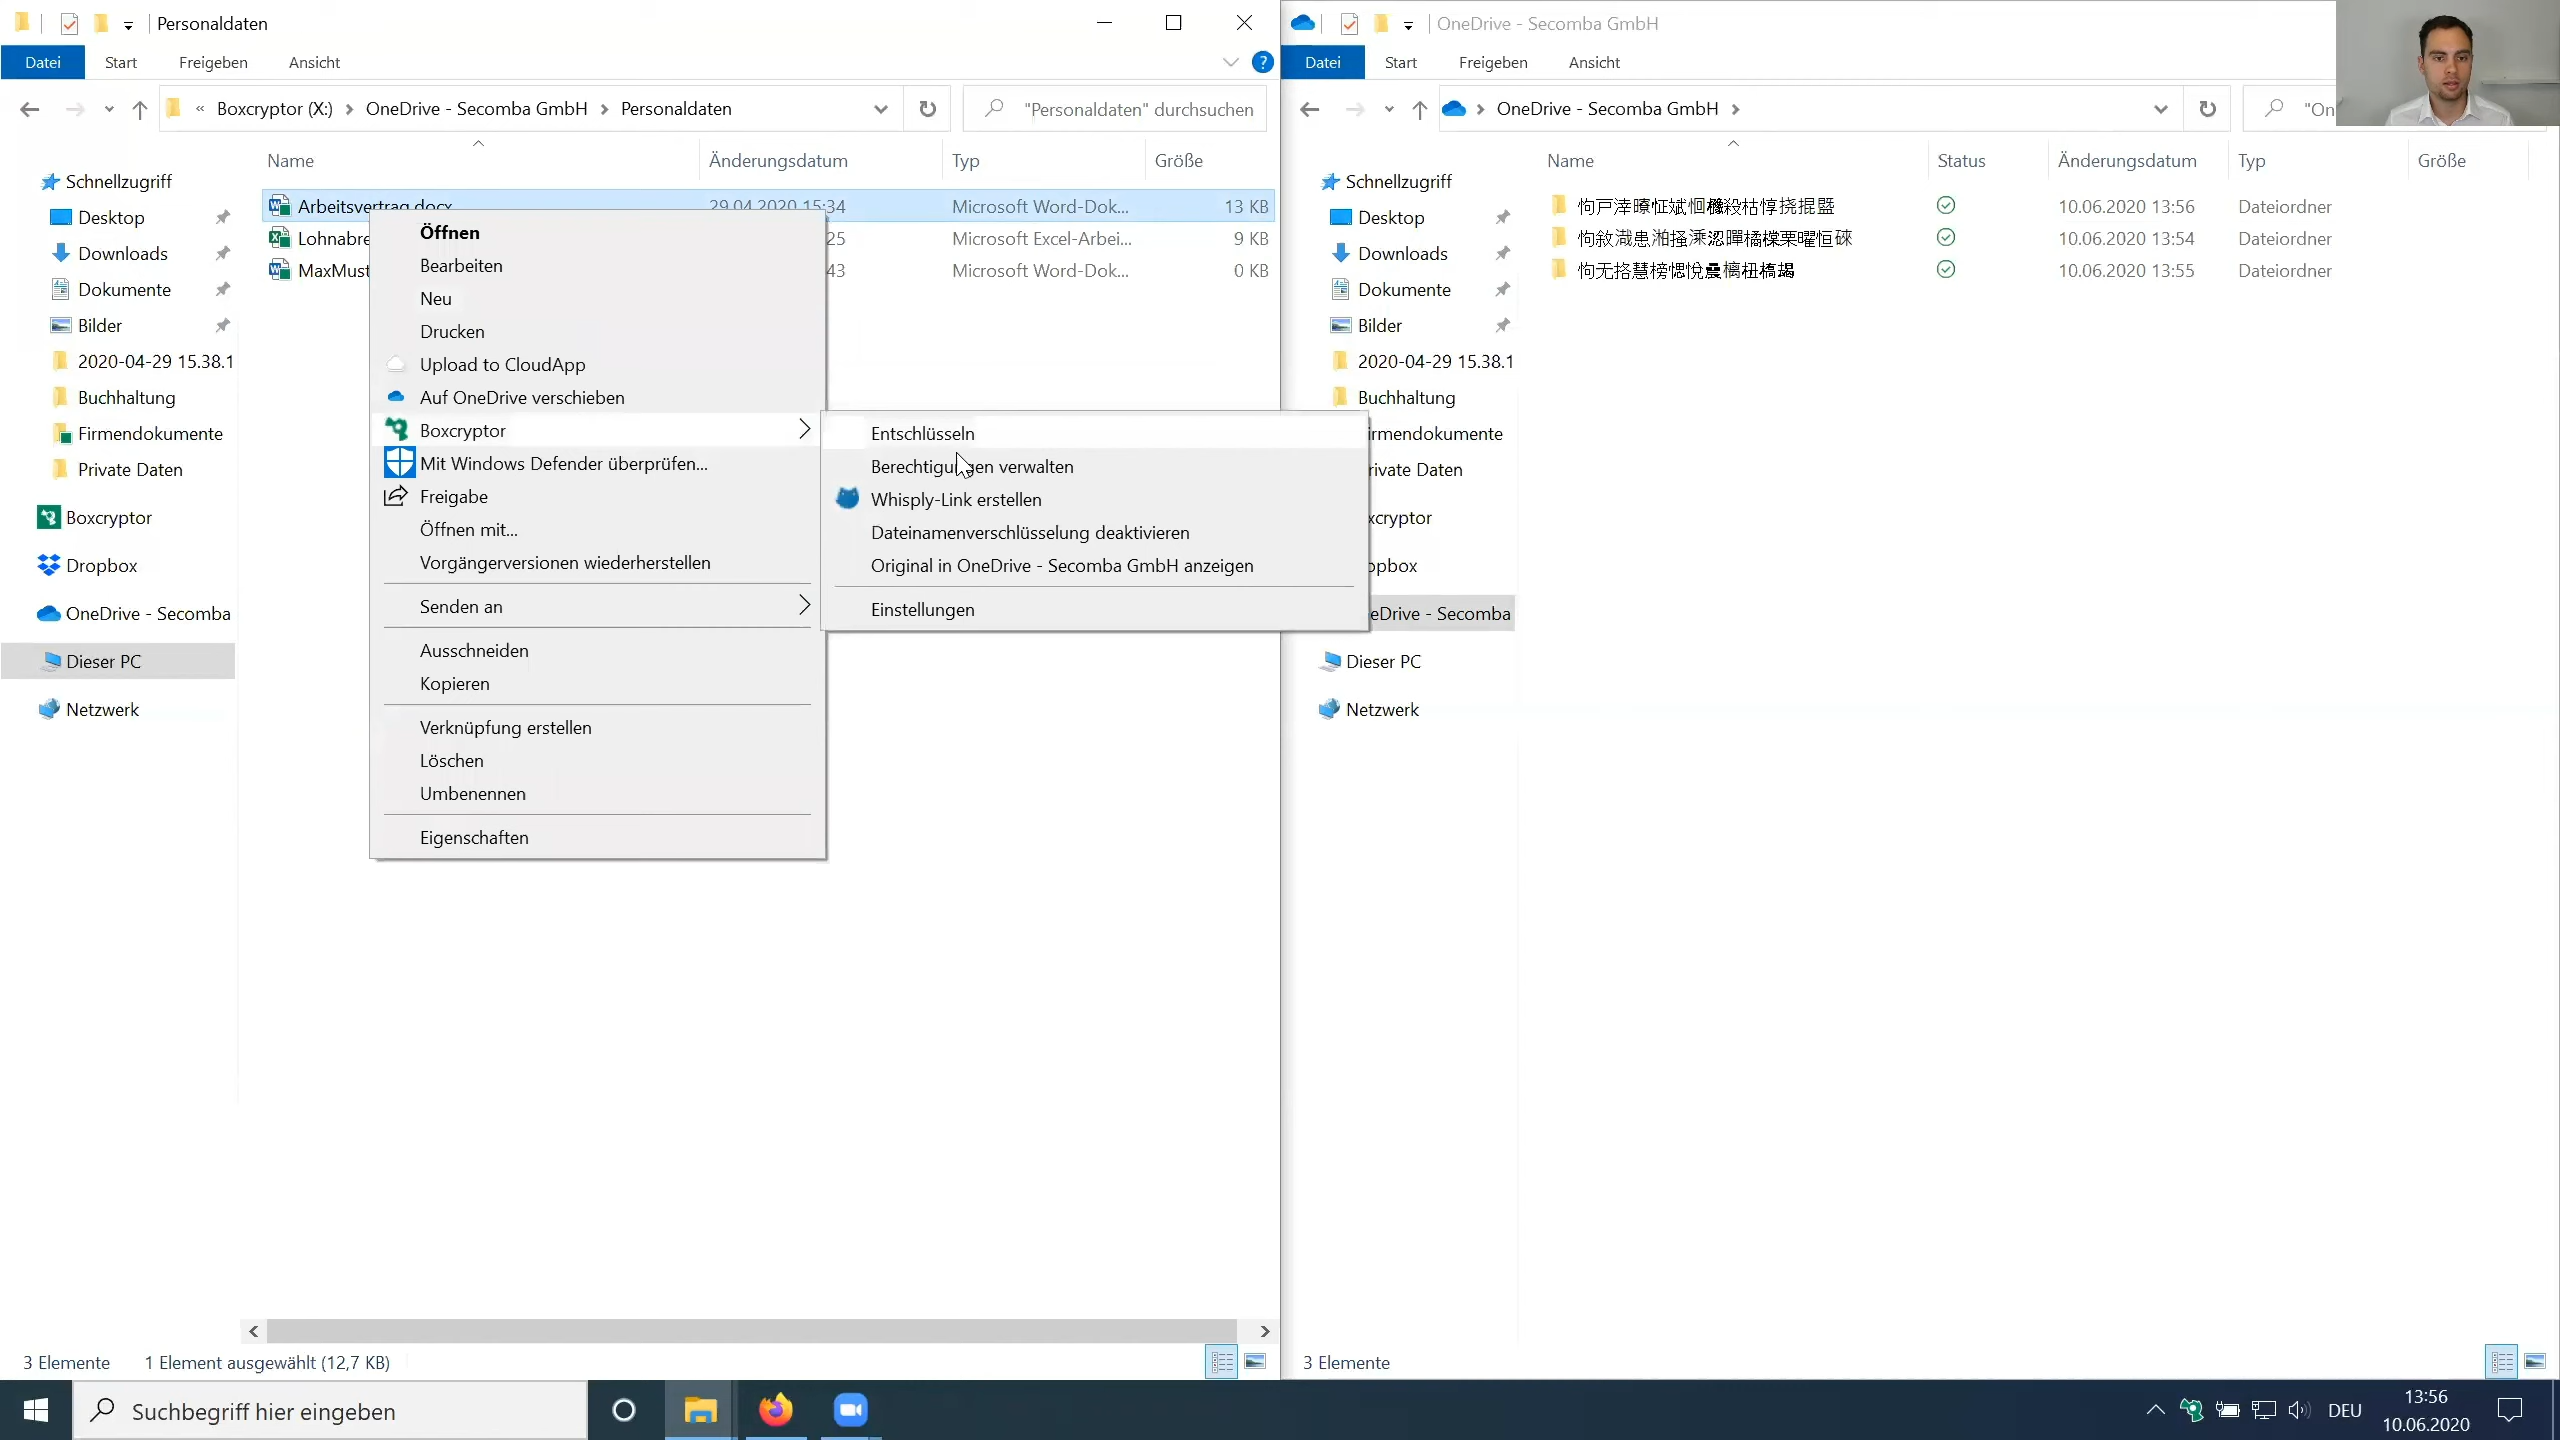 Personaldaten
Datei Start Freigeben Ansicht
« Boxcryptor (X:) > OneDrive - Secomba GmbH > Personaldaten
"Personaldaten" durchsuchen
Name Änderungsdatum Typ Größe
Schnellzugriff
Desktop
Downloads
Dokumente
Bilder
2020-04-29 15.38.1
Buchhaltung
Firmendokumente
Private Daten
Boxcryptor
Dropbox
OneDrive - Secomba
Dieser PC
Netzwerk
Arbeitsvertrag.docx 29.04.2020 15:34 Microsoft Word-Dok... 13 KB
Lohnabre 25 Microsoft Excel-Arbei... 9 KB
MaxMust 43 Microsoft Word-Dok... 0 KB
Öffnen
Bearbeiten
Neu
Drucken
Upload to CloudApp
Auf OneDrive verschieben
Boxcryptor
Mit Windows Defender überprüfen...
Freigabe
Öffnen mit...
Vorgängerversionen wiederherstellen
Senden an
Ausschneiden
Kopieren
Verknüpfung erstellen
Löschen
Umbenennen
Eigenschaften
Entschlüsseln
Berechtigungen verwalten
Whisply-Link erstellen
Dateinamenverschlüsselung deaktivieren
Original in OneDrive - Secomba GmbH anzeigen
Einstellungen
3 Elemente 1 Element ausgewählt (12,7 KB)
OneDrive - Secomba GmbH
Datei Start Freigeben Ansicht
> OneDrive - Secomba GmbH >
"On
Name Status Änderungsdatum Typ Größe
Schnellzugriff
Desktop
Downloads
Dokumente
Bilder
2020-04-29 15.38.1
Buchhaltung
irmendokumente
rivate Daten
xcryptor
opbox
eDrive - Secomba
Dieser PC
Netzwerk
10.06.2020 13:56 Dateiordner
10.06.2020 13:54 Dateiordner
10.06.2020 13:55 Dateiordner
3 Elemente
Suchbegriff hier eingeben
DEU
13:56
10.06.2020